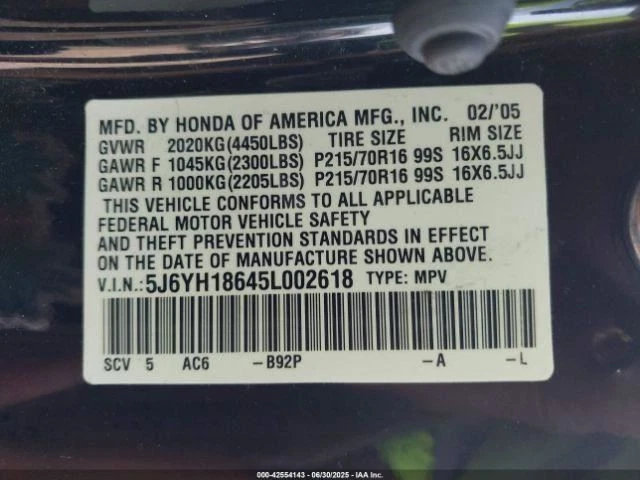 MFD. BY HONDA OF AMERICA MFG., INC. 02/'05
GVWR 2020KG(4450LBS) TIRE SIZE RIM SIZE
GAWR F 1045KG(2300LBS) P215/70R16 99S 16X6.5JJ
GAWR R 1000KG(2205LBS) P215/70R16 99S 16X6.5JJ
THIS VEHICLE CONFORMS TO ALL APPLICABLE
FEDERAL MOTOR VEHICLE SAFETY
AND THEFT PREVENTION STANDARDS IN EFFECT
ON THE DATE OF MANUFACTURE SHOWN ABOVE.
V.I.N.:5J6YH18645L002618 TYPE: MPV
SCV 5 AC6 -B92P -A -L
000-42554143 - 06/30/2025 - IAA Inc.